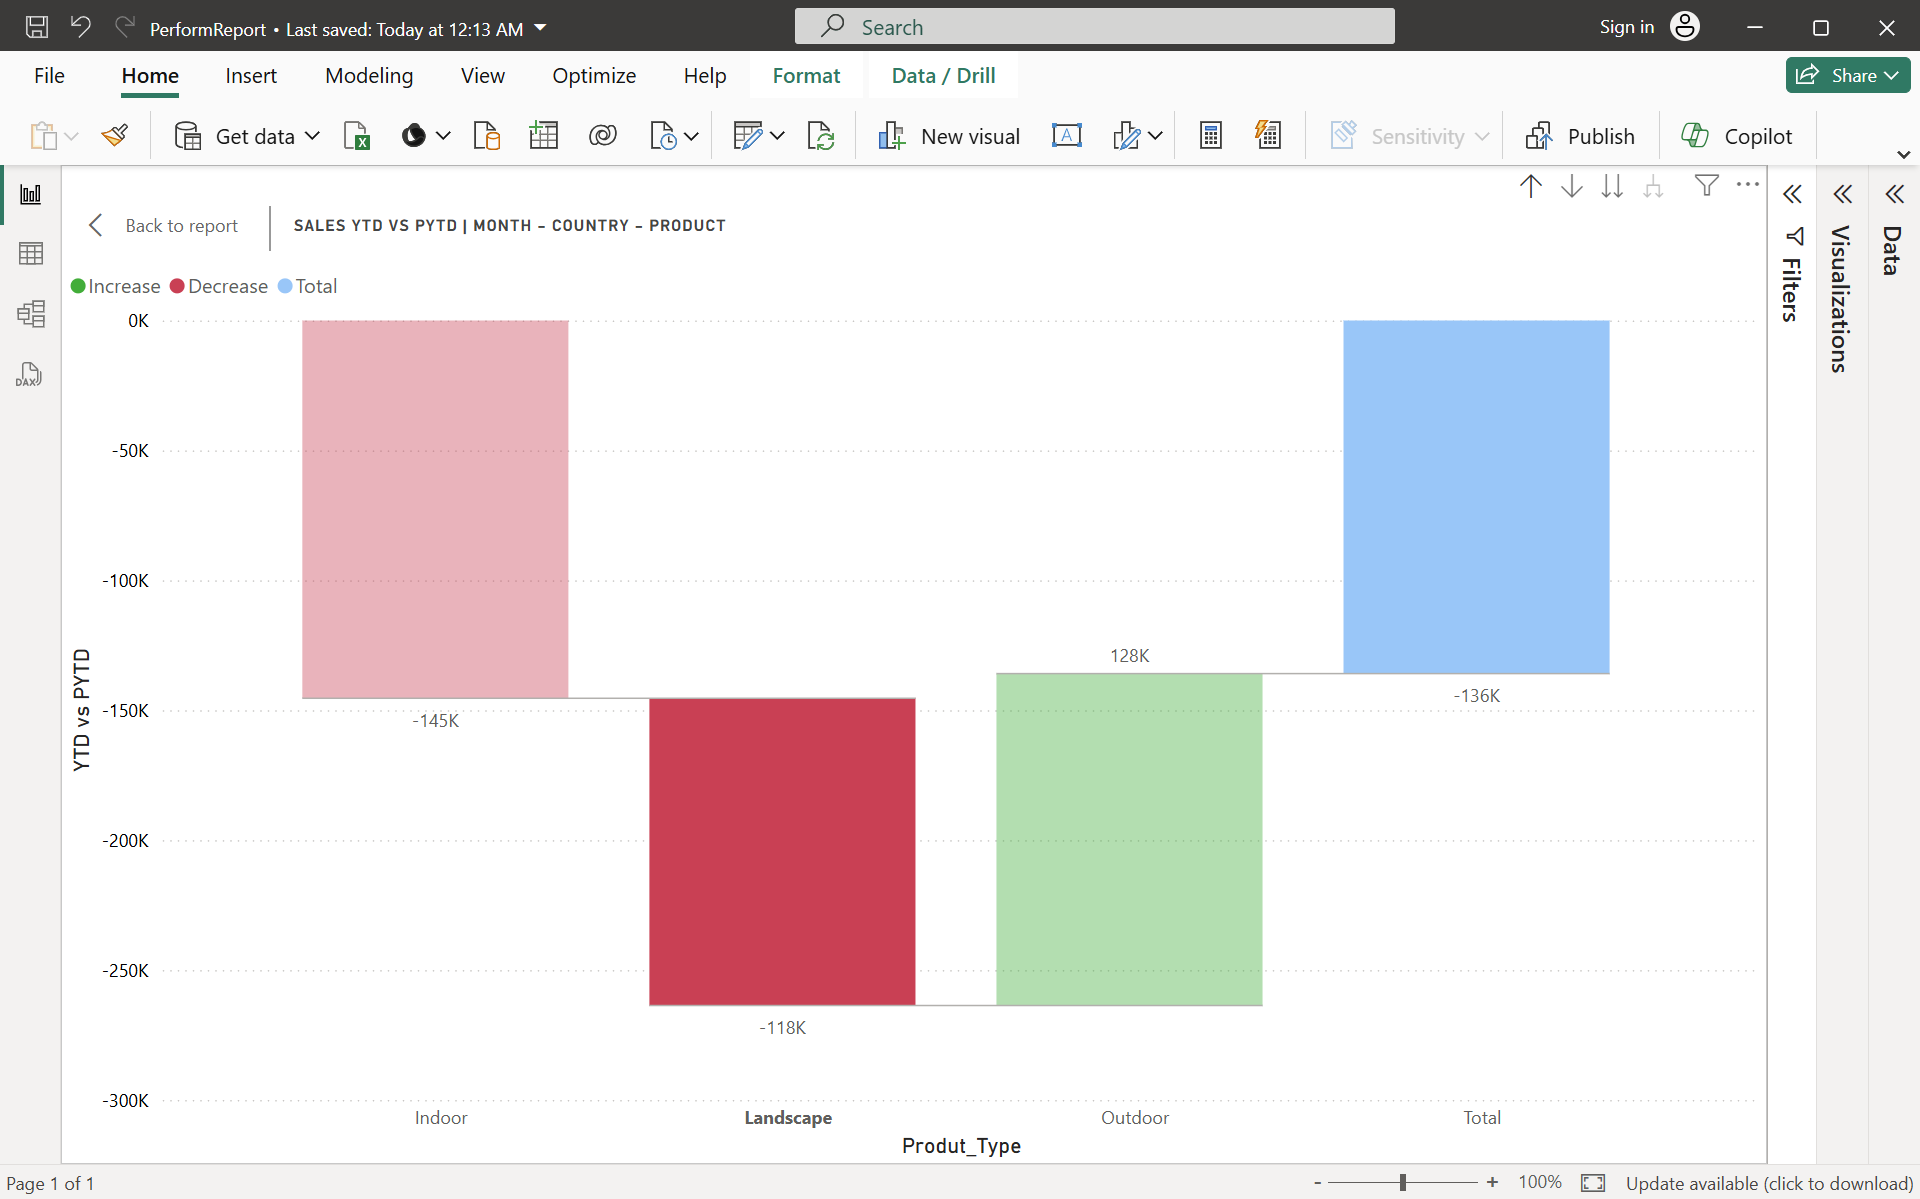 PerformReport • Last saved: Today at 12:13 AM
Search
Sign in
File Home Insert Modeling View Optimize Help Format Data / Drill
Share
Get data
New visual
Sensitivity
Publish
Copilot
Back to report
SALES YTD VS PYTD | MONTH - COUNTRY - PRODUCT
Increase Decrease Total
0K
-50K
-100K
-150K
-200K
-250K
-300K
YTD vs PYTD
-145K
-118K
128K
-136K
Indoor Landscape Outdoor Total
Produt_Type
Filters
Visualizations
Data
DAX
Page 1 of 1
- + 100%
Update available (click to download)